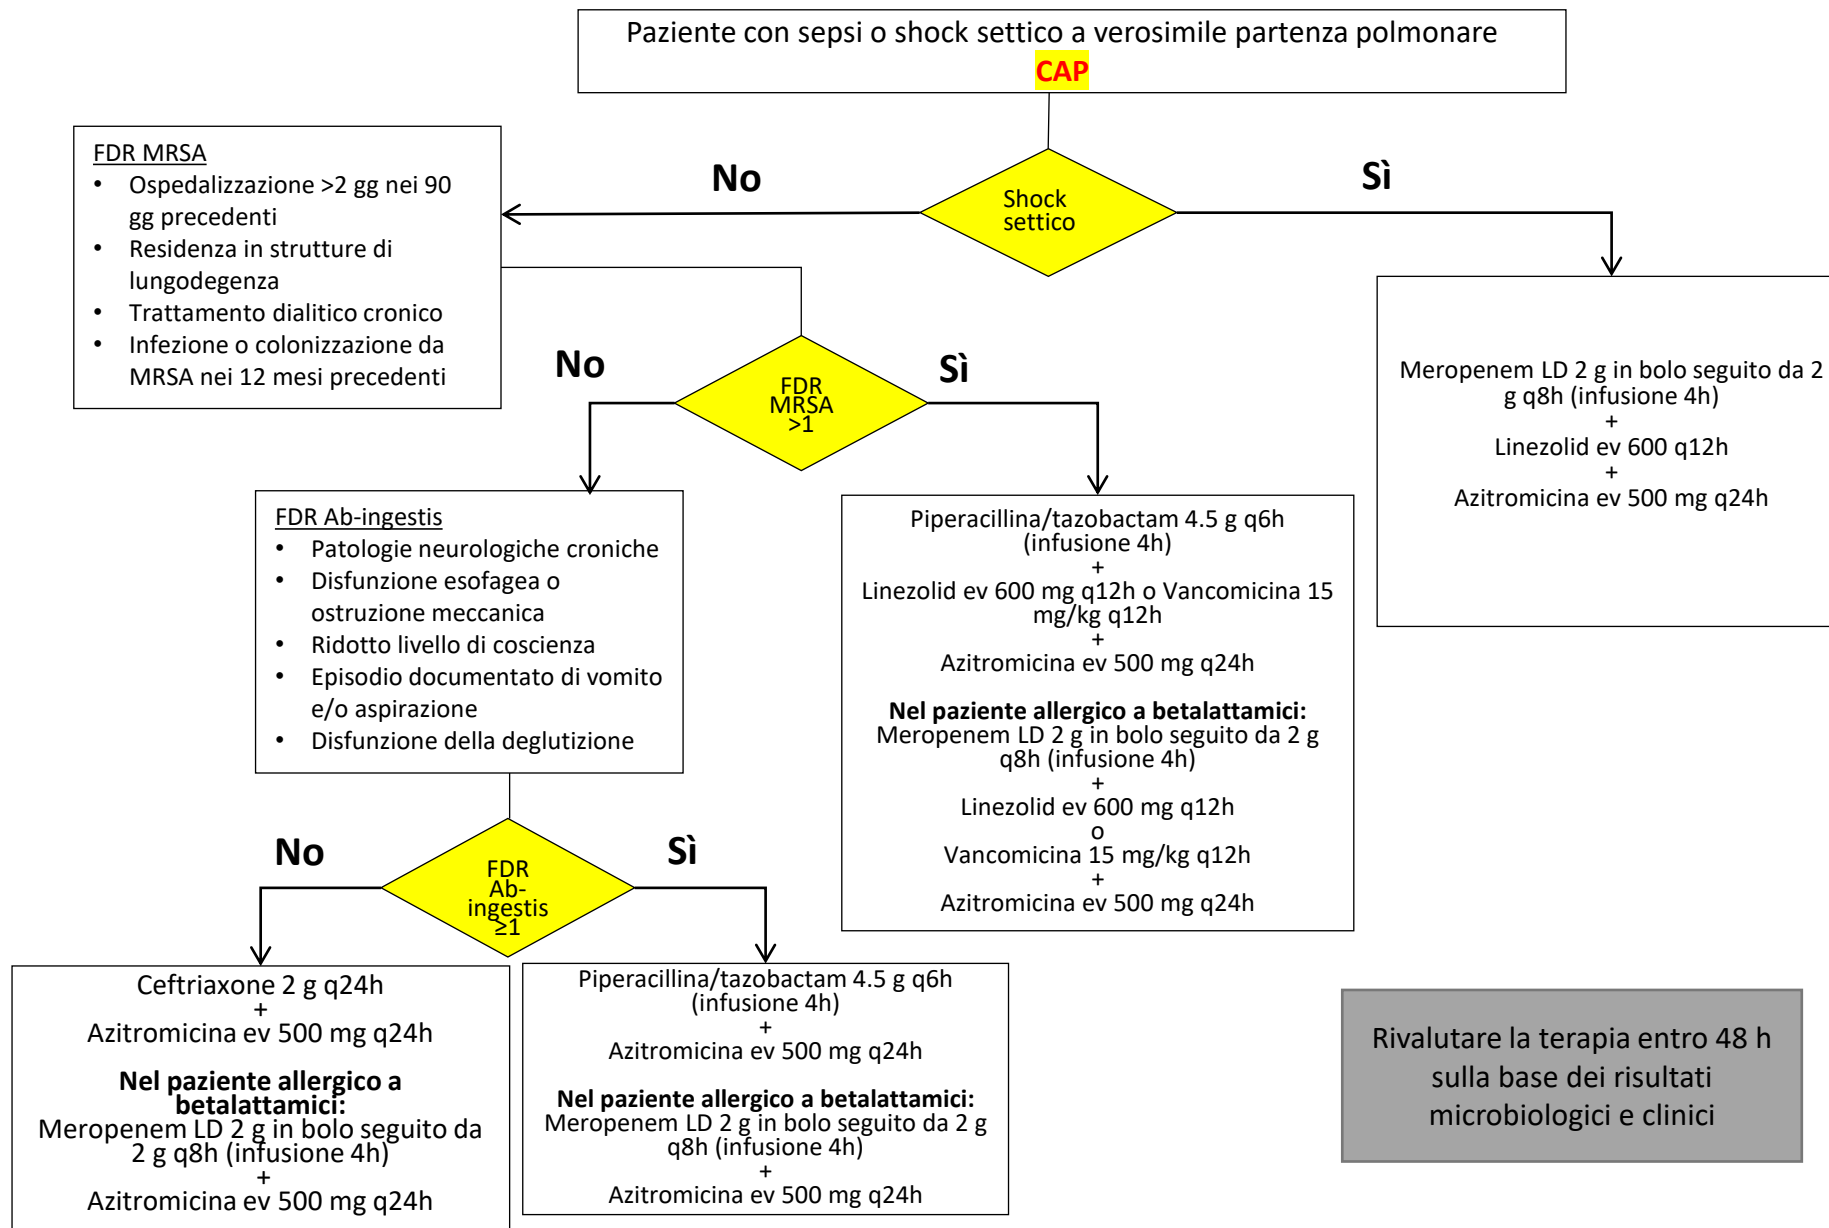 Paziente con sepsi o shock settico a verosimile partenza polmonare
CAP
Shock
settico
No
Sì
FDR MRSA
• Ospedalizzazione >2 gg nei 90
gg precedenti
• Residenza in strutture di
lungodegenza
• Trattamento dialitico cronico
• Infezione o colonizzazione da
MRSA nei 12 mesi precedenti
Meropenem LD 2 g in bolo seguito da 2
g q8h (infusione 4h)
+
Linezolid ev 600 q12h
+
Azitromicina ev 500 mg q24h
No
Sì
FDR
MRSA
>1
FDR Ab-ingestis
• Patologie neurologiche croniche
• Disfunzione esofagea o
ostruzione meccanica
• Ridotto livello di coscienza
• Episodio documentato di vomito
e/o aspirazione
• Disfunzione della deglutizione
Piperacillina/tazobactam 4.5 g q6h
(infusione 4h)
+
Linezolid ev 600 mg q12h o Vancomicina 15
mg/kg q12h
+
Azitromicina ev 500 mg q24h
Nel paziente allergico a betalattamici:
Meropenem LD 2 g in bolo seguito da 2 g
q8h (infusione 4h)
+
Linezolid ev 600 mg q12h
o
Vancomicina 15 mg/kg q12h
+
Azitromicina ev 500 mg q24h
No
Sì
FDR
Ab-
ingestis
≥1
Ceftriaxone 2 g q24h
+
Azitromicina ev 500 mg q24h
Nel paziente allergico a
betalattamici:
Meropenem LD 2 g in bolo seguito da
2 g q8h (infusione 4h)
+
Azitromicina ev 500 mg q24h
Piperacillina/tazobactam 4.5 g q6h
(infusione 4h)
+
Azitromicina ev 500 mg q24h
Nel paziente allergico a betalattamici:
Meropenem LD 2 g in bolo seguito da 2 g
q8h (infusione 4h)
+
Azitromicina ev 500 mg q24h
Rivalutare la terapia entro 48 h
sulla base dei risultati
microbiologici e clinici